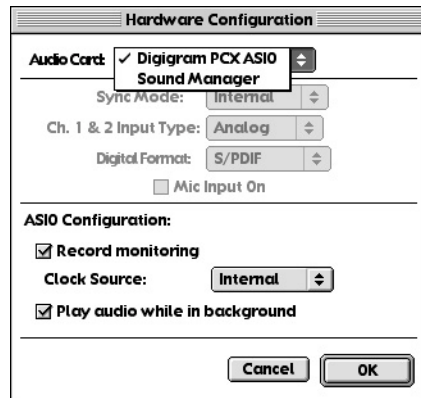 Hardware Configuration
Audio Card: ✓ Digigram PCX ASIO
Sound Manager
Sync Mode: Internal
Ch. 1 & 2 Input Type: Analog
Digital Format: S/PDIF
Mic Input On
ASIO Configuration:
Record monitoring
Clock Source: Internal
Play audio while in background
Cancel OK